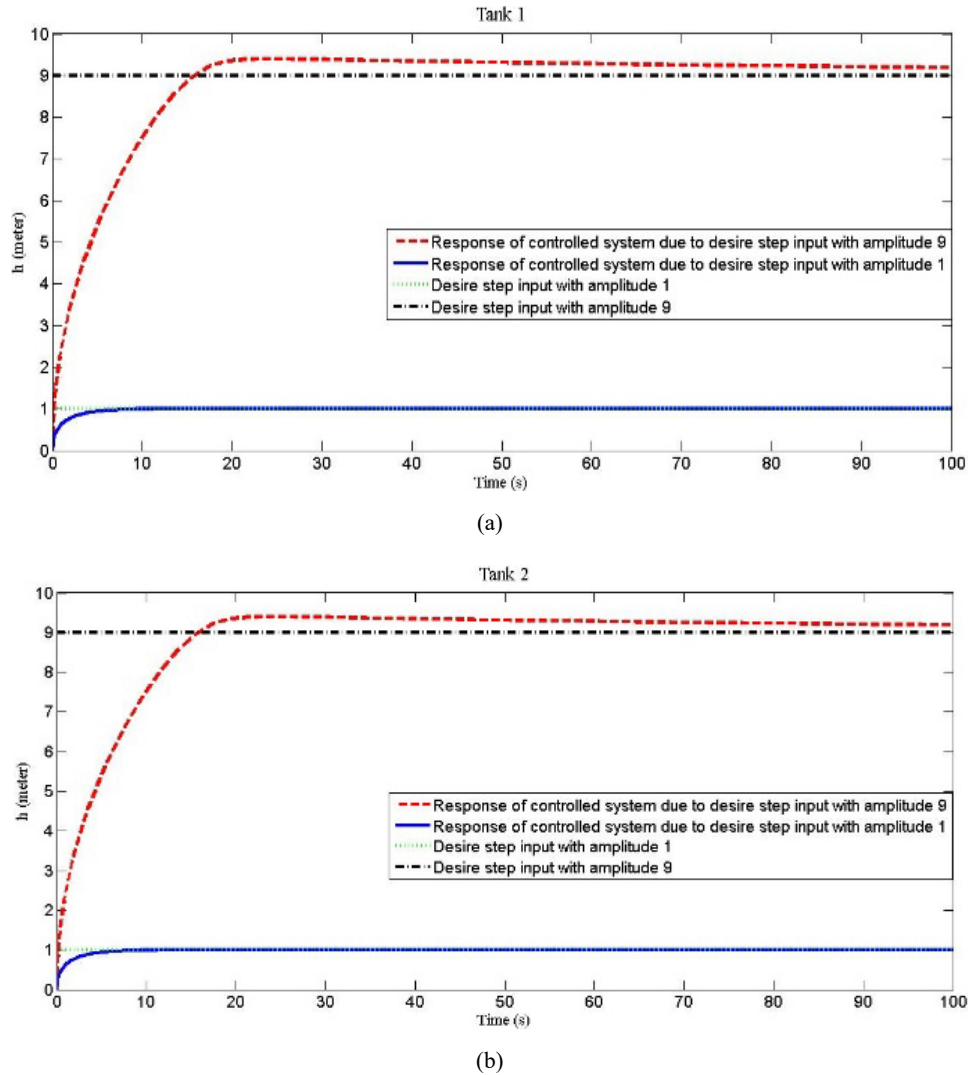 Tank 1
10
9
8
7
6
5
4
3
2
1
0
h (meter)
Response of controlled system due to desire step input with amplitude 9
Response of controlled system due to desire step input with amplitude 1
Desire step input with amplitude 1
Desire step input with amplitude 9
0 10 20 30 40 50 60 70 80 90 100
Time (s)
(a)
Tank 2
10
9
8
7
6
5
4
3
2
1
0
h (meter)
Response of controlled system due to desire step input with amplitude 9
Response of controlled system due to desire step input with amplitude 1
Desire step input with amplitude 1
Desire step input with amplitude 9
0 10 20 30 40 50 60 70 80 90 100
Time (s)
(b)